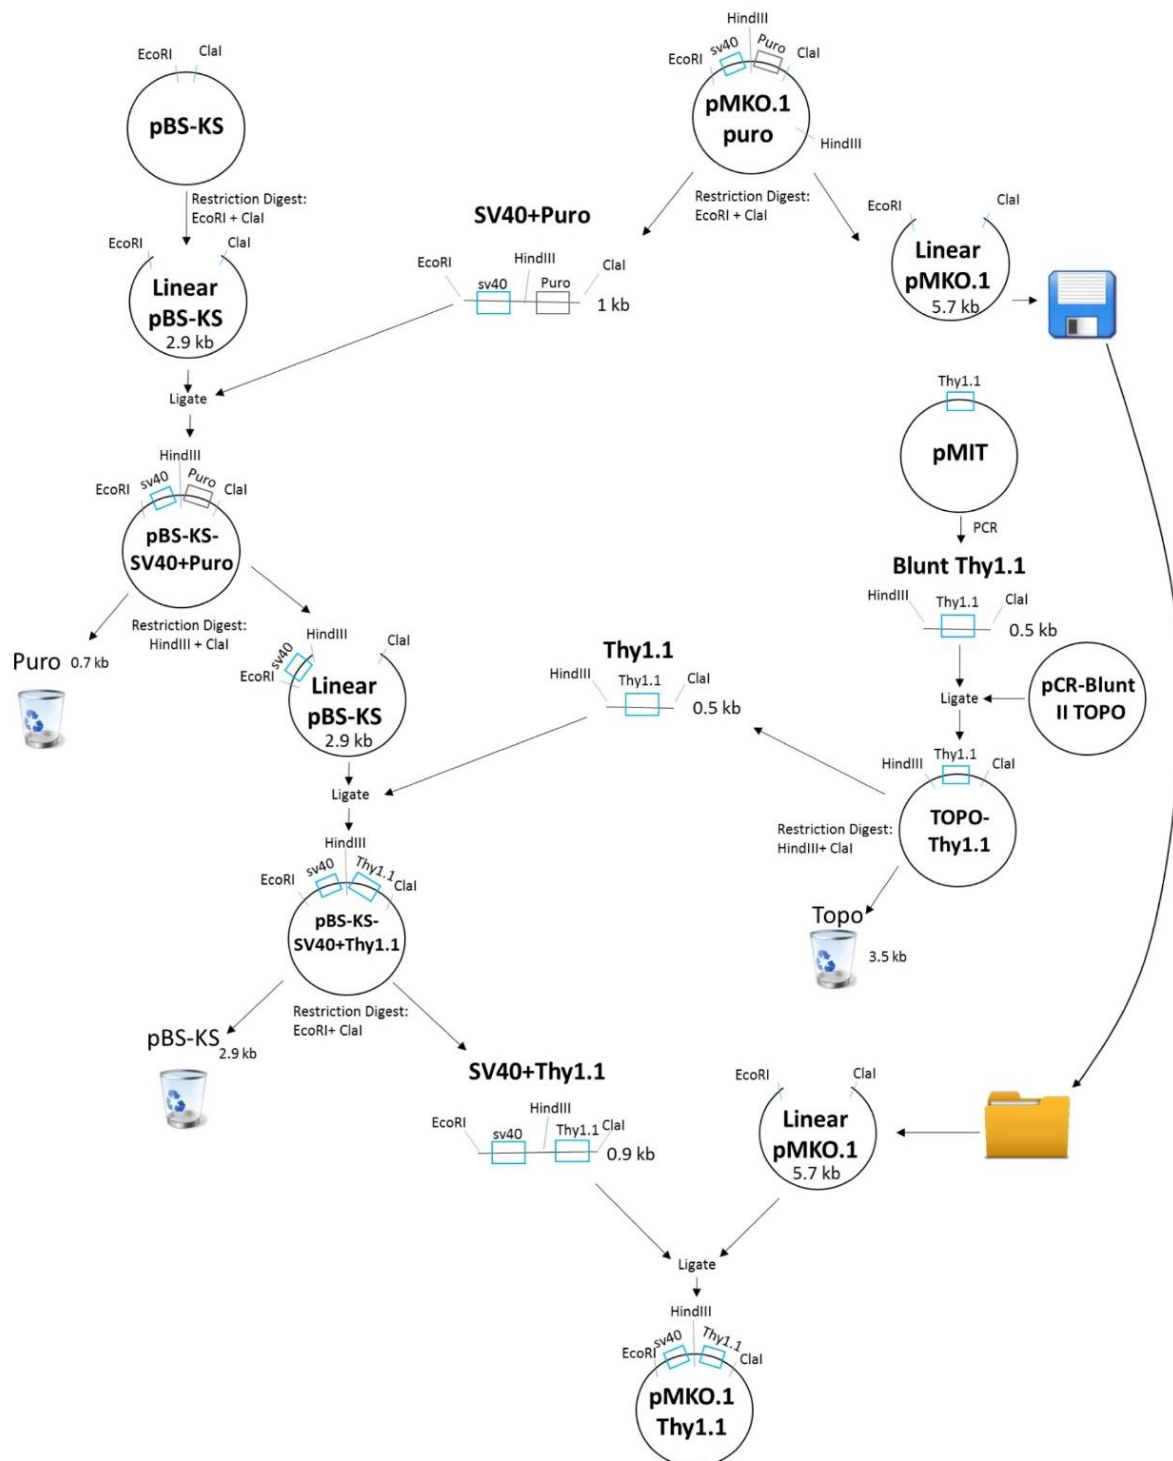 EcoRI
ClaI
pBS-KS
Restriction Digest:
EcoRI + ClaI
EcoRI
ClaI
Linear
pBS-KS
2.9 kb
Ligate
HindIII
EcoRI
sv40
Puro
ClaI
pMKO.1
puro
HindIII
Restriction Digest:
EcoRI + ClaI
SV40+Puro
EcoRI
HindIII
ClaI
sv40
Puro
1 kb
EcoRI
ClaI
Linear
pMKO.1
5.7 kb
HindIII
EcoRI
sv40
Puro
ClaI
pBS-KS-
SV40+Puro
Restriction Digest:
HindIII + ClaI
Puro 0.7 kb
HindIII
ClaI
sv40
EcoRI
Linear
pBS-KS
2.9 kb
Ligate
Thy1.1
pMIT
PCR
Blunt Thy1.1
HindIII
Thy1.1
ClaI
0.5 kb
Ligate
pCR-Blunt
II TOPO
Thy1.1
HindIII
ClaI
TOPO-
Thy1.1
Restriction Digest:
HindIII+ ClaI
Topo
3.5 kb
Thy1.1
HindIII
Thy1.1
ClaI
0.5 kb
HindIII
EcoRI
sv40
Thy1.1
ClaI
pBS-KS-
SV40+Thy1.1
Restriction Digest:
EcoRI+ ClaI
pBS-KS
2.9 kb
SV40+Thy1.1
EcoRI
HindIII
sv40
Thy1.1
ClaI
0.9 kb
EcoRI
ClaI
Linear
pMKO.1
5.7 kb
Ligate
HindIII
EcoRI
sv40
Thy1.1
ClaI
pMKO.1
Thy1.1